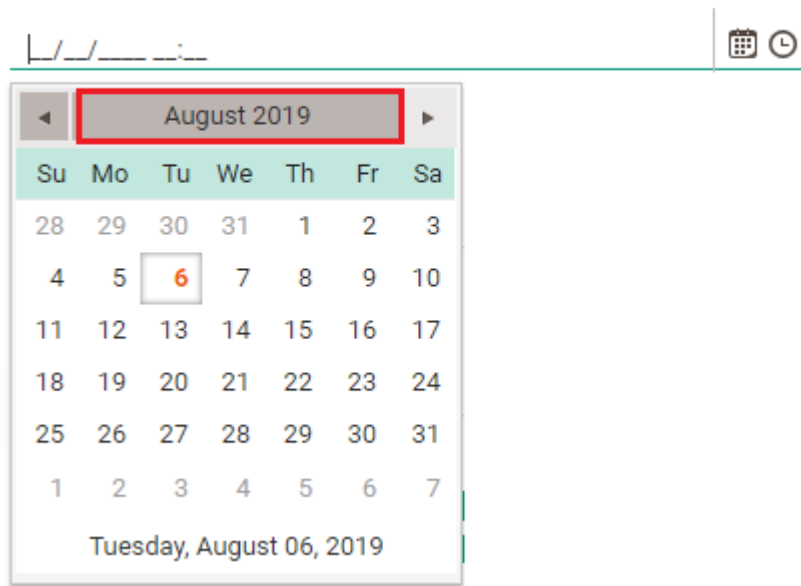 __/__/____ __:__
August 2019
Su Mo Tu We Th Fr Sa
28 29 30 31 1 2 3
4 5 6 7 8 9 10
11 12 13 14 15 16 17
18 19 20 21 22 23 24
25 26 27 28 29 30 31
1 2 3 4 5 6 7
Tuesday, August 06, 2019